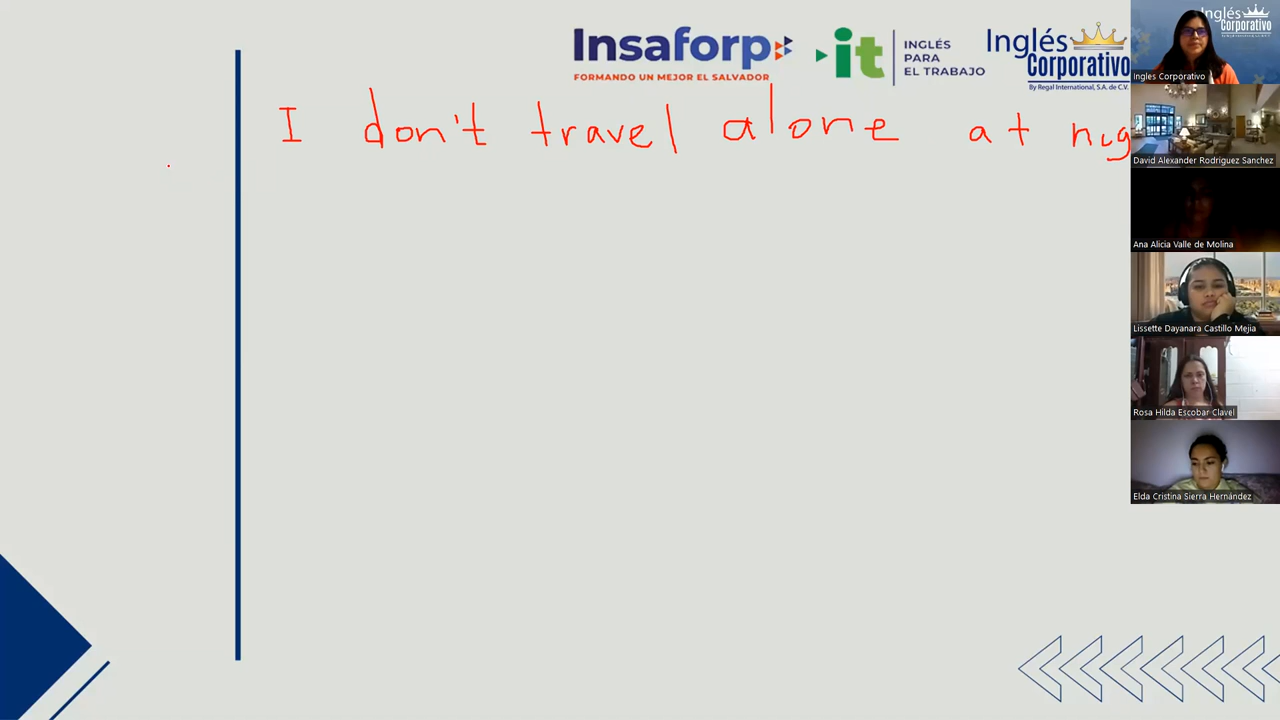 Insaforp
FORMANDO UN MEJOR EL SALVADOR
it
INGLÉS
PARA
EL TRABAJO
Inglés
Corporativo
By Regal International, S.A. de C.V.
I don't travel alone at
Inglés
Corporativo
Ingles Corporativo
David Alexander Rodriguez Sanchez
Ana Alicia Valle de Molina
Lissette Dayanara Castillo Mejia
Rosa Hilda Escobar Clavel
Elda Cristina Sierra Hernández